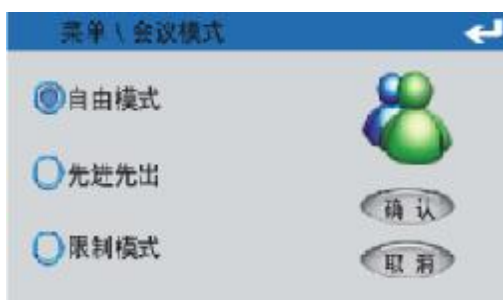 菜单 \ 会议模式
自由模式
先进先出
限制模式
确 认
取 消